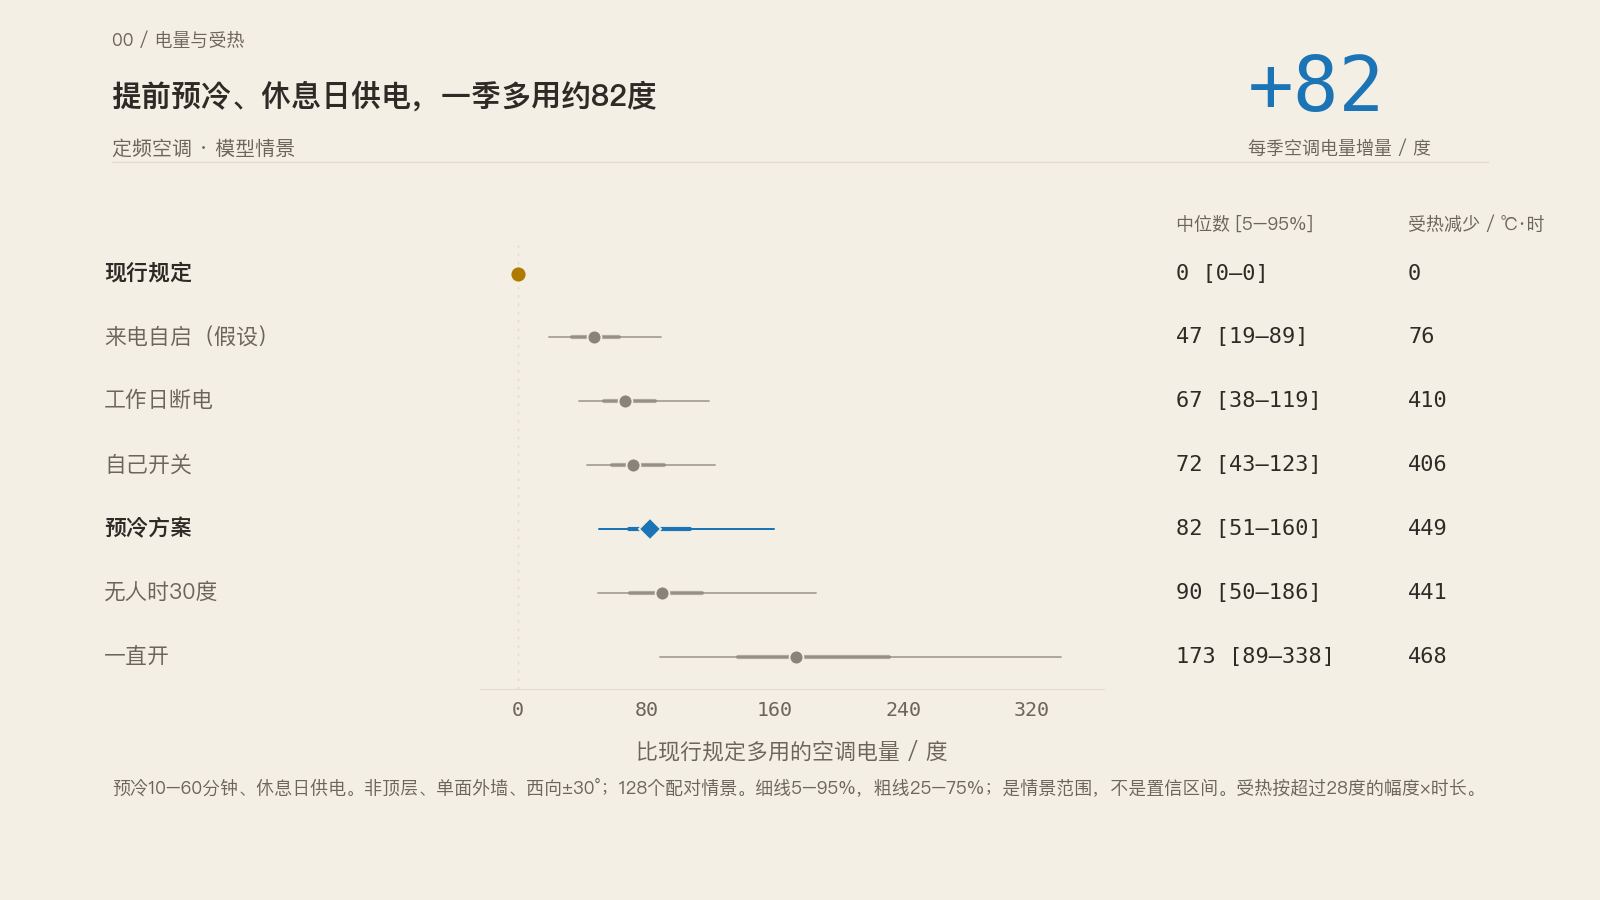 00 / 电量与受热
提前预冷、休息日供电，一季多用约82度
定频空调 · 模型情景
+82
每季空调电量增量 / 度
中位数 [5—95%] 受热减少 / ℃·时
现行规定 0 [0—0] 0
来电自启（假设） 47 [19—89] 76
工作日断电 67 [38—119] 410
自己开关 72 [43—123] 406
预冷方案 82 [51—160] 449
无人时30度 90 [50—186] 441
一直开 173 [89—338] 468
0 80 160 240 320
比现行规定多用的空调电量 / 度
预冷10—60分钟、休息日供电。非顶层、单面外墙、西向±30°；128个配对情景。细线5—95%，粗线25—75%；是情景范围，不是置信区间。受热按超过28度的幅度×时长。